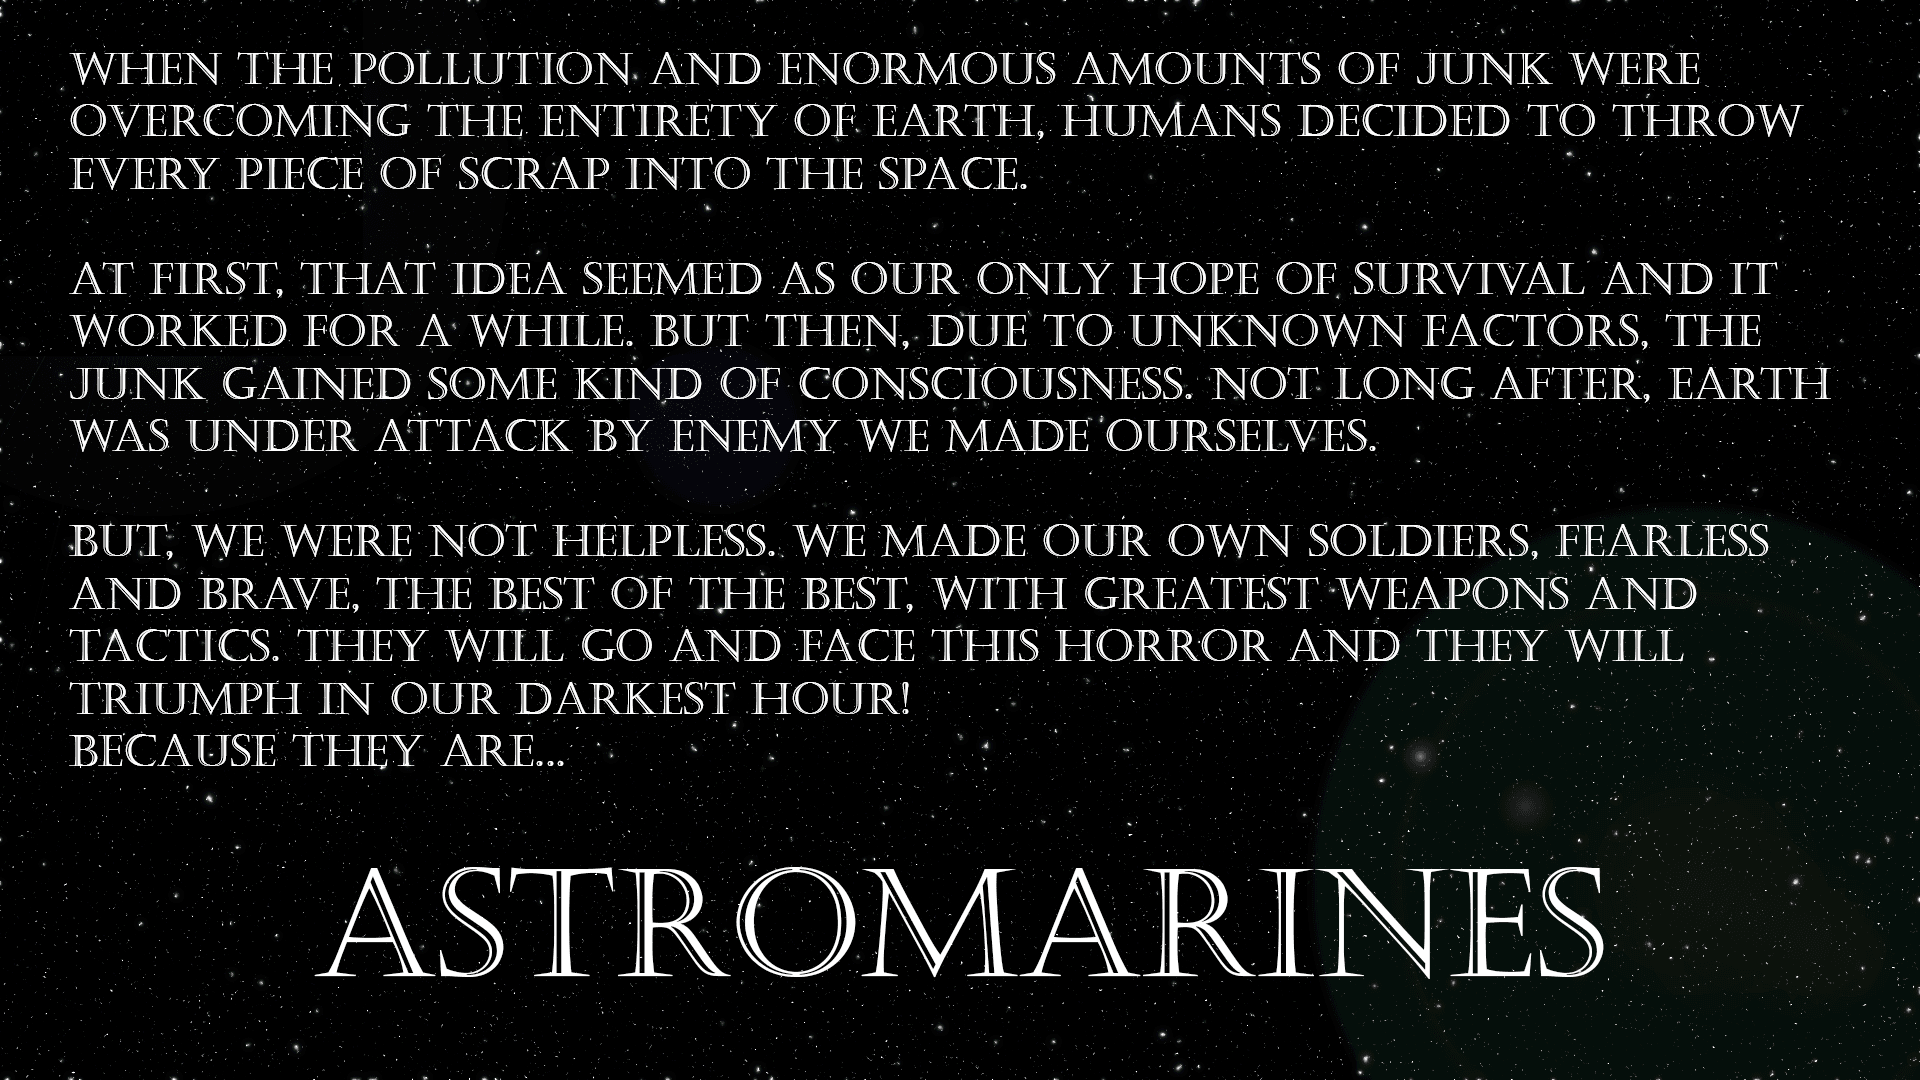 WHEN THE POLLUTION AND ENORMOUS AMOUNTS OF JUNK WERE
OVERCOMING THE ENTIRETY OF EARTH, HUMANS DECIDED TO THROW
EVERY PIECE OF SCRAP INTO THE SPACE.
AT FIRST, THAT IDEA SEEMED AS OUR ONLY HOPE OF SURVIVAL AND IT
WORKED FOR A WHILE. BUT THEN, DUE TO UNKNOWN FACTORS, THE
JUNK GAINED SOME KIND OF CONSCIOUSNESS. NOT LONG AFTER, EARTH
WAS UNDER ATTACK BY ENEMY WE MADE OURSELVES.
BUT, WE WERE NOT HELPLESS. WE MADE OUR OWN SOLDIERS, FEARLESS
AND BRAVE, THE BEST OF THE BEST, WITH GREATEST WEAPONS AND
TACTICS. THEY WILL GO AND FACE THIS HORROR AND THEY WILL
TRIUMPH IN OUR DARKEST HOUR!
BECAUSE THEY ARE...
ASTROMARINES